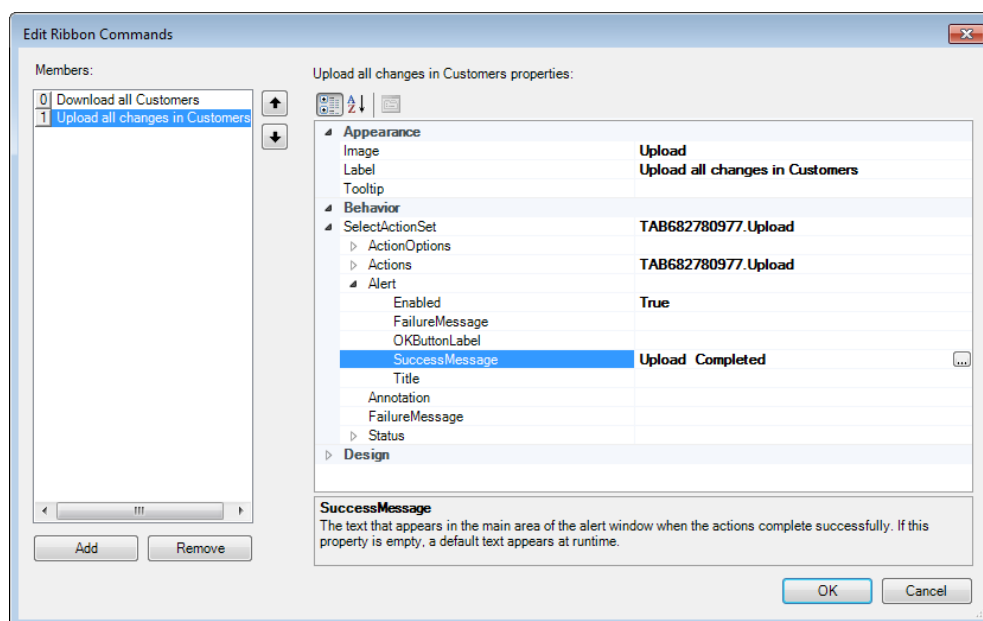 Edit Ribbon Commands
Members:
0 Download all Customers
1 Upload all changes in Customers
Add Remove
Upload all changes in Customers properties:
Appearance
Image Upload
Label Upload all changes in Customers
Tooltip
Behavior
SelectActionSet TAB682780977.Upload
ActionOptions
Actions TAB682780977.Upload
Alert
Enabled True
FailureMessage
OKButtonLabel
SuccessMessage Upload Completed ...
Title
Annotation
FailureMessage
Status
Design
SuccessMessage
The text that appears in the main area of the alert window when the actions complete successfully. If this
property is empty, a default text appears at runtime.
OK Cancel